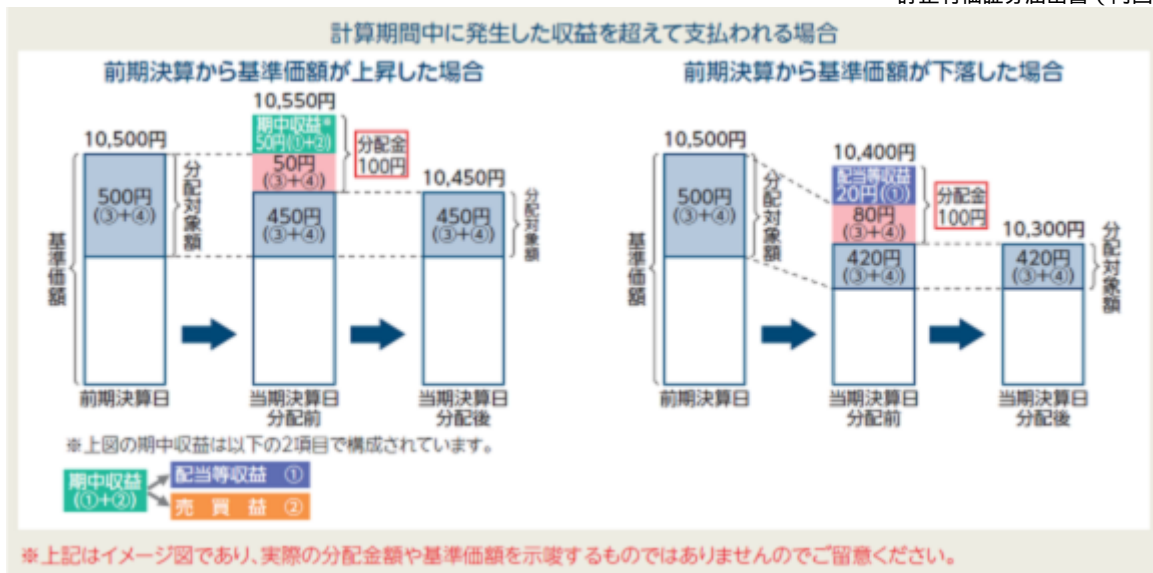 計算期間中に発生した収益を超えて支払われる場合
前期決算から基準価額が上昇した場合
10,500円
500円
(③+④)
分配対象額
基準価額
前期決算日
10,550円
期中収益※
50円(①+②)
50円
(③+④)
450円
(③+④)
分配金
100円
当期決算日
分配前
10,450円
450円
(③+④)
分配対象額
当期決算日
分配後
※上図の期中収益は以下の2項目で構成されています。
期中収益
(①+②)
配当等収益 ①
売買益 ②
前期決算から基準価額が下落した場合
10,500円
500円
(③+④)
分配対象額
基準価額
前期決算日
10,400円
配当等収益
20円(①)
80円
(③+④)
420円
(③+④)
分配金
100円
当期決算日
分配前
10,300円
420円
(③+④)
分配対象額
当期決算日
分配後
※上記はイメージ図であり、実際の分配金額や基準価額を示唆するものではありませんのでご留意ください。